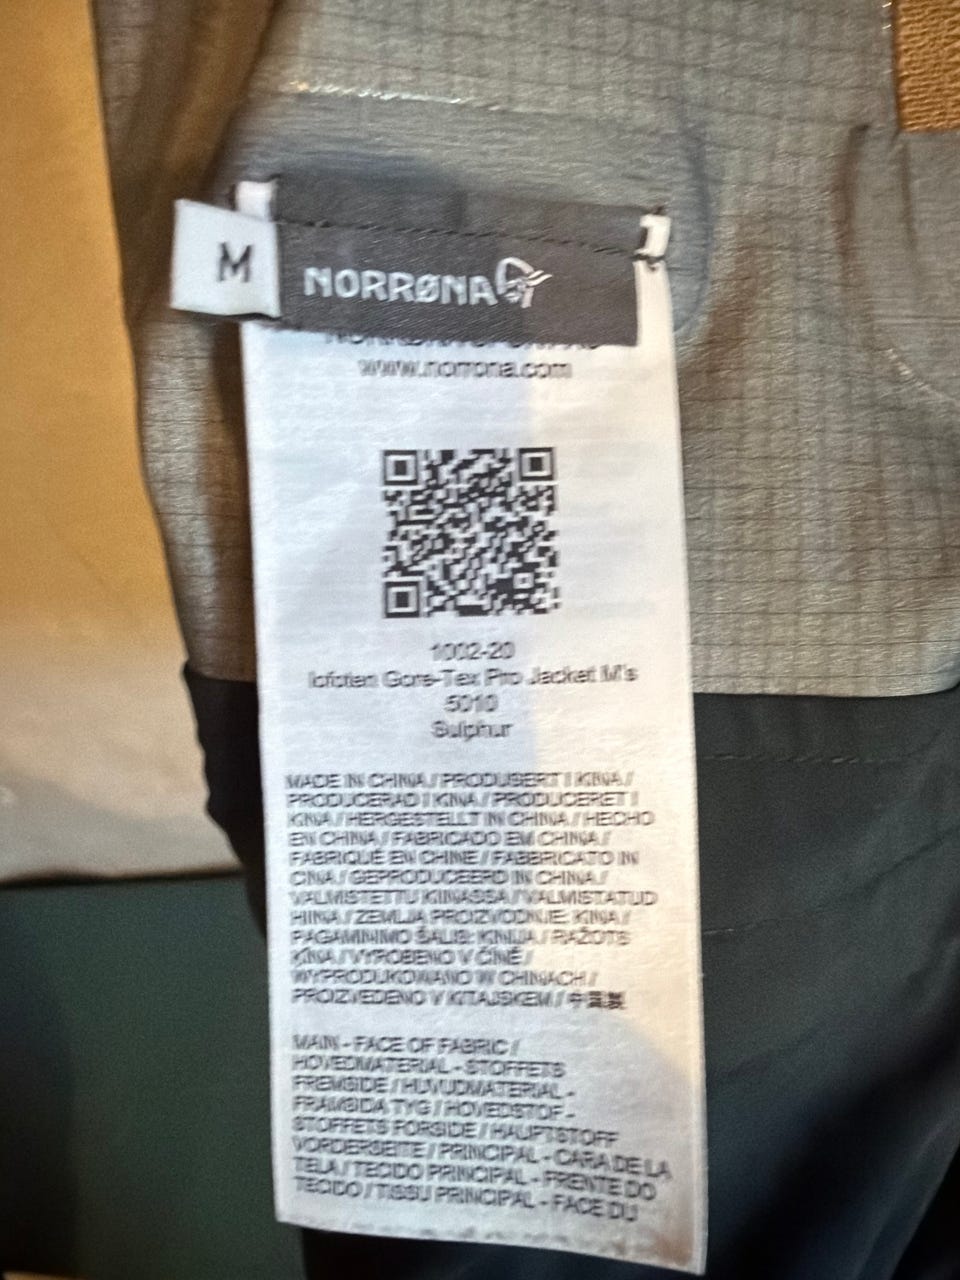 M
NORRØNA
www.norrona.com
1002-20
lofoten Gore-Tex Pro Jacket M's
5010
Sulphur
MADE IN CHINA / PRODUSERT I KINA /
PRODUCERAD I KINA / PRODUCERET I
KINA / HERGESTELLT IN CHINA / HECHO
EN CHINA / FABRICADO EM CHINA /
FABRIQUÉ EN CHINE / FABBRICATO IN
CINA / GEPRODUCEERD IN CHINA /
VALMISTETTU KIINASSA / VALMISTATUD
HIINA / ZEMLJA PROIZVODNJE: KINA /
PAGAMINIMO ŠALIS: KINIJA / RAŽOTS
ĶĪNA / VYROBENO V ČÍNĚ /
WYPRODUKOWANO W CHINACH /
PROIZVEDENO V KITAJSKEM / 中国製
MAIN - FACE OF FABRIC /
HOVEDMATERIAL - STOFFETS
FREMSIDE / HUVUDMATERIAL -
FRAMSIDA TYG / HOVEDSTOF -
STOFFETS FORSIDE / HAUPTSTOFF
VORDERSEITE / PRINCIPAL - CARA DE LA
TELA / TECIDO PRINCIPAL - FRENTE DO
TECIDO / TISSU PRINCIPAL - FACE DU